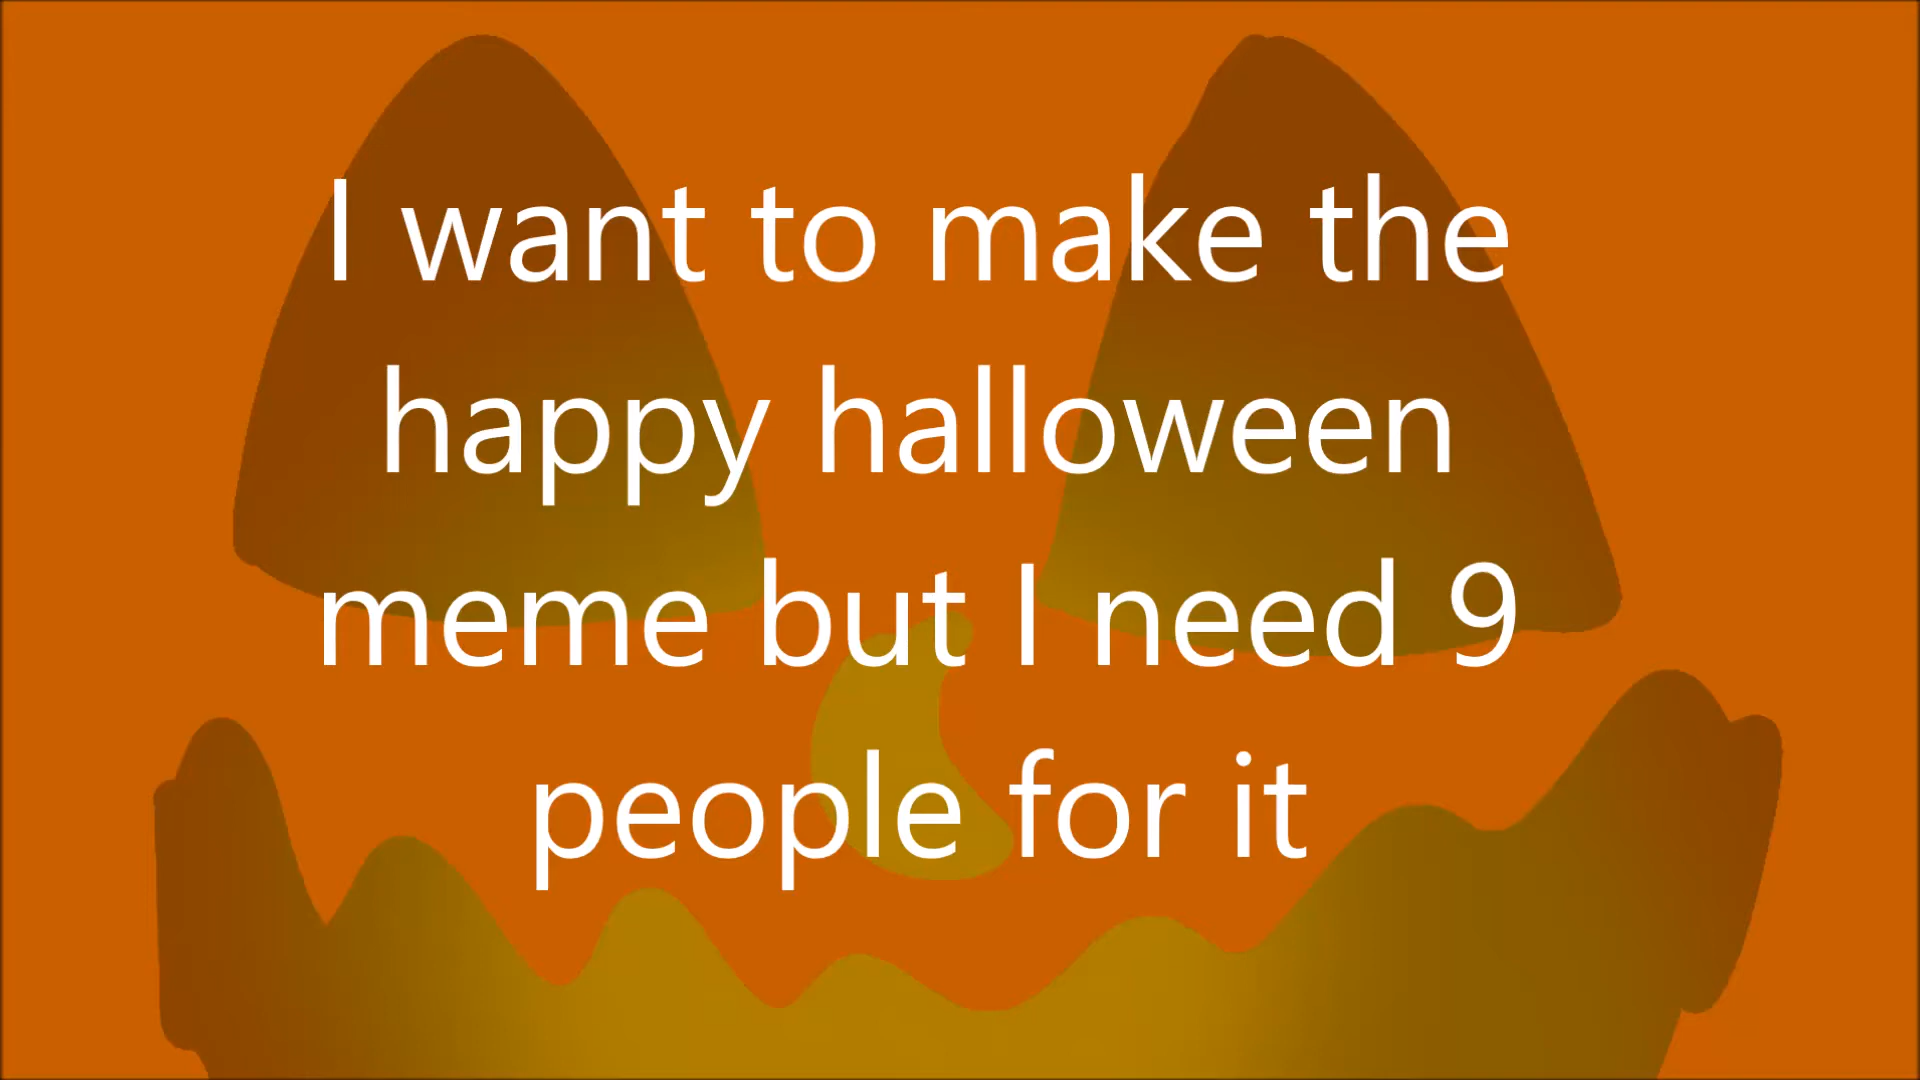 I want to make the
happy halloween
meme but I need 9
people for it